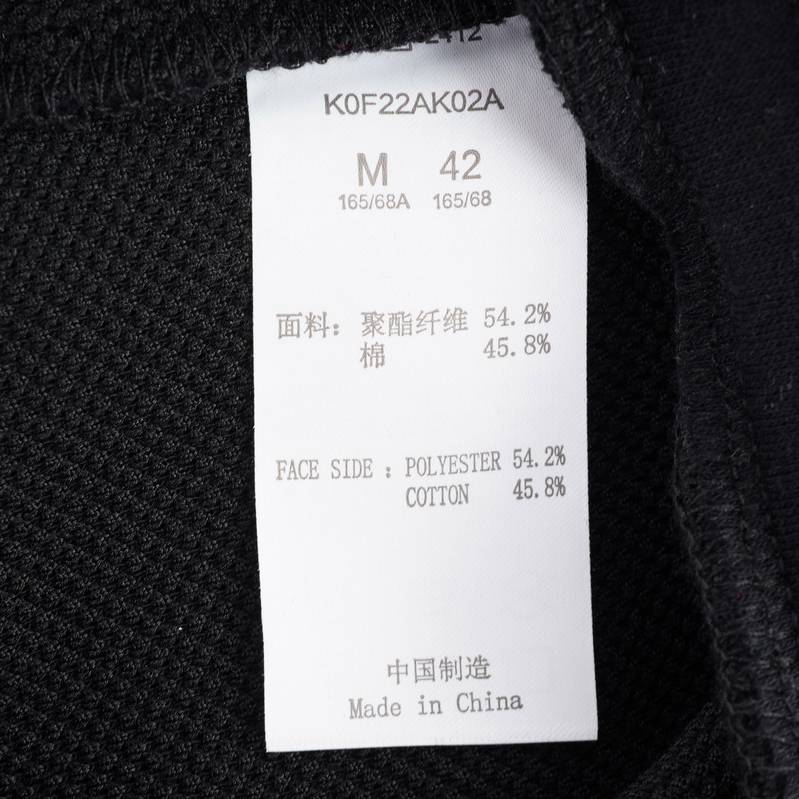 2412
K0F22AK02A
M 42
165/68A 165/68
面料：聚酯纤维 54.2%
棉 45.8%
FACE SIDE : POLYESTER 54.2%
COTTON 45.8%
中国制造
Made in China